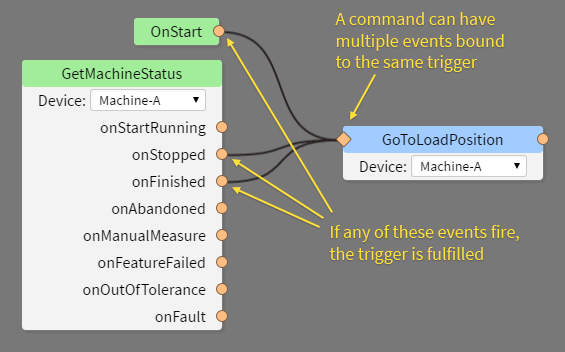 OnStart
A command can have
multiple events bound
to the same trigger
GetMachineStatus
Device: Machine-A
onStartRunning
onStopped
onFinished
onAbandoned
onManualMeasure
onFeatureFailed
onOutOfTolerance
onFault
GoToLoadPosition
Device: Machine-A
If any of these events fire,
the trigger is fulfilled